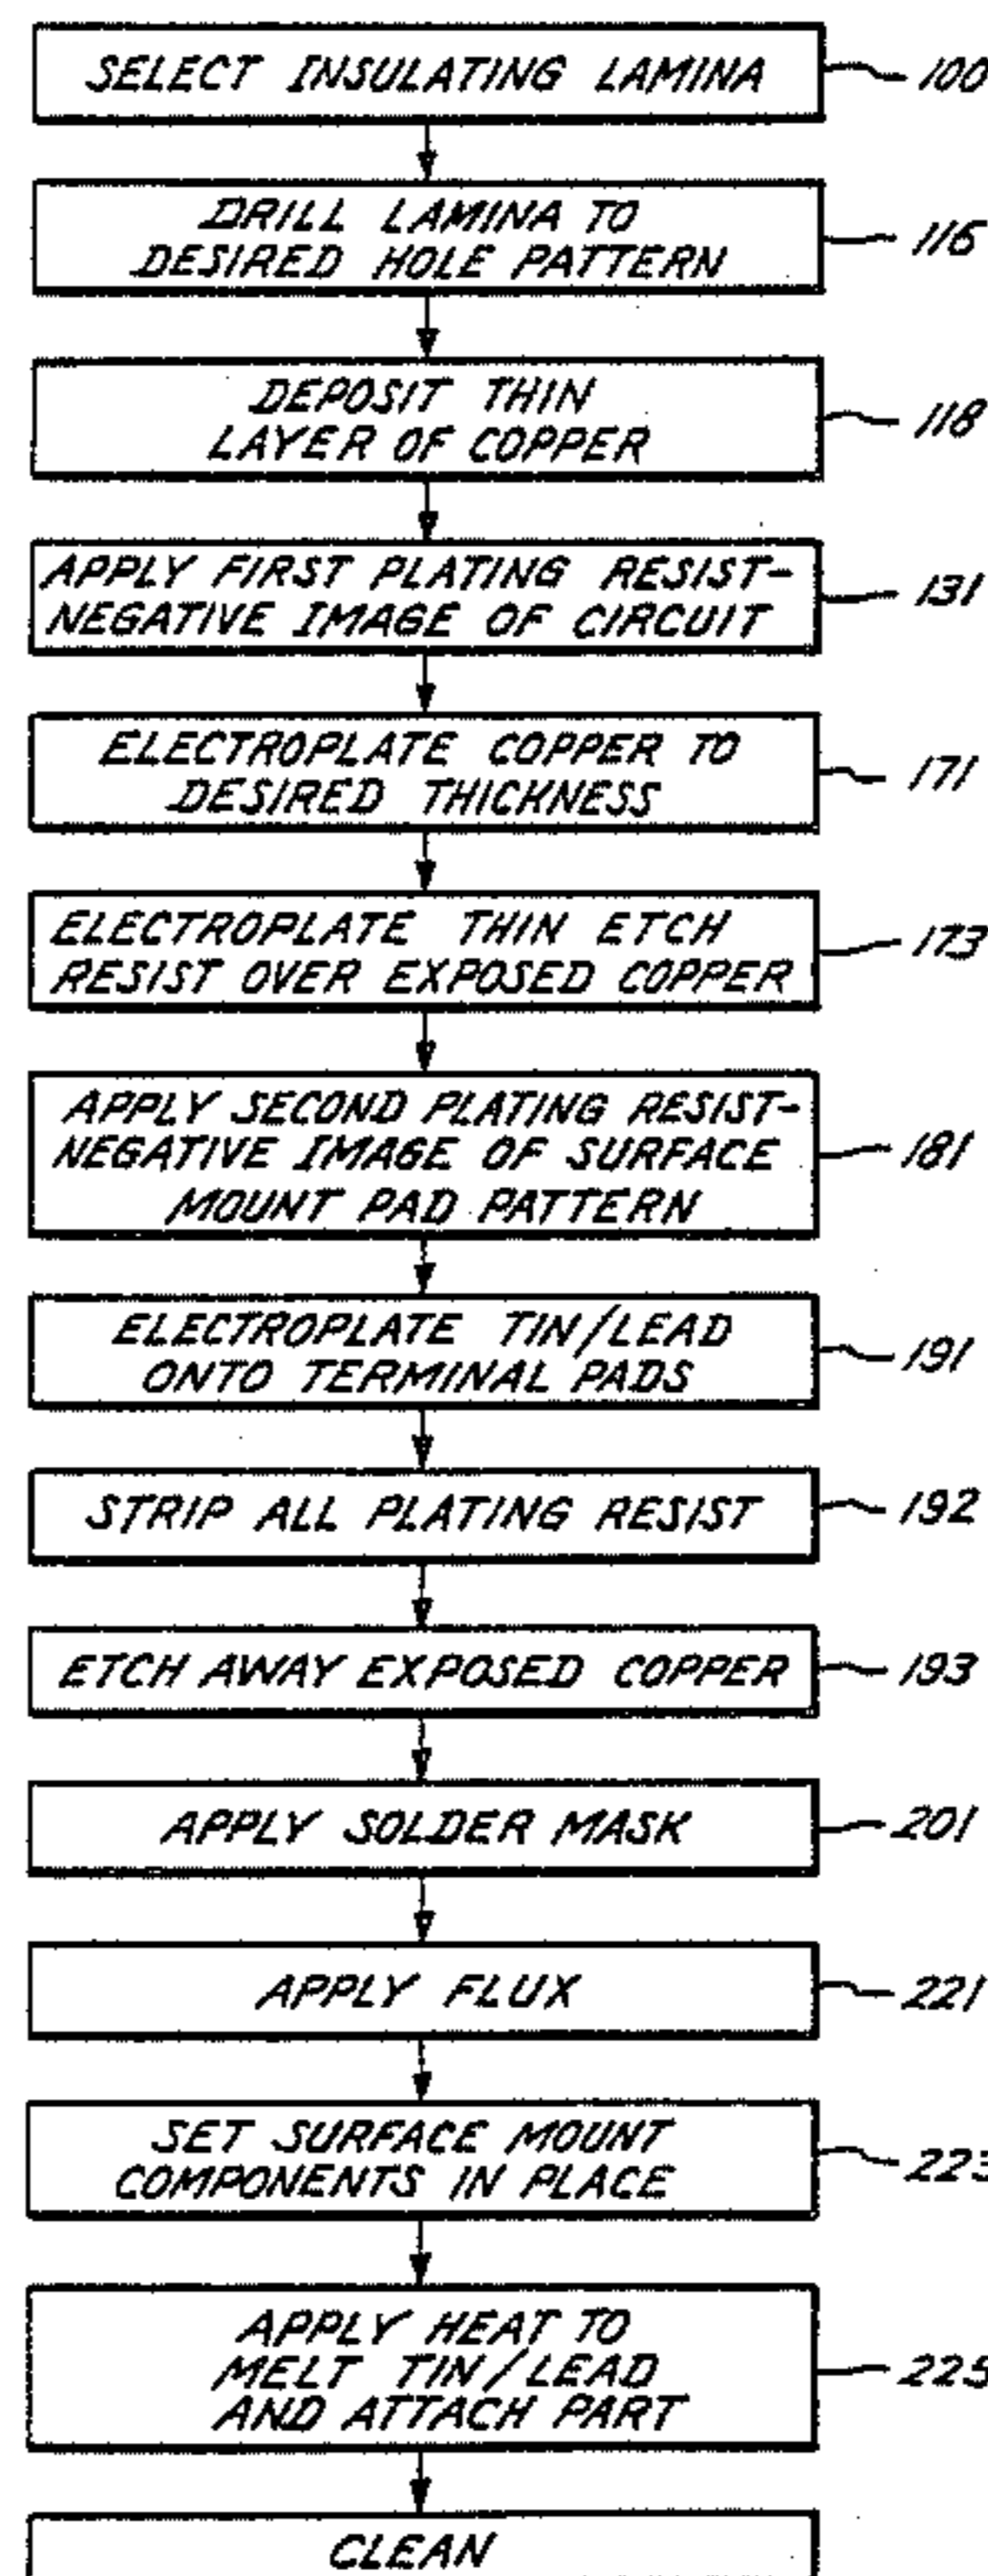 SELECT INSULATING LAMINA 100
DRILL LAMINA TO
DESIRED HOLE PATTERN 116
DEPOSIT THIN
LAYER OF COPPER 118
APPLY FIRST PLATING RESIST-
NEGATIVE IMAGE OF CIRCUIT 131
ELECTROPLATE COPPER TO
DESIRED THICKNESS 171
ELECTROPLATE THIN ETCH
RESIST OVER EXPOSED COPPER 173
APPLY SECOND PLATING RESIST-
NEGATIVE IMAGE OF SURFACE 181
MOUNT PAD PATTERN
ELECTROPLATE TIN/LEAD
ONTO TERMINAL PADS 191
STRIP ALL PLATING RESIST 192
ETCH AWAY EXPOSED COPPER 193
APPLY SOLDER MASK 201
APPLY FLUX 221
SET SURFACE MOUNT
COMPONENTS IN PLACE 223
APPLY HEAT TO
MELT TIN/LEAD 225
AND ATTACH PART
CLEAN